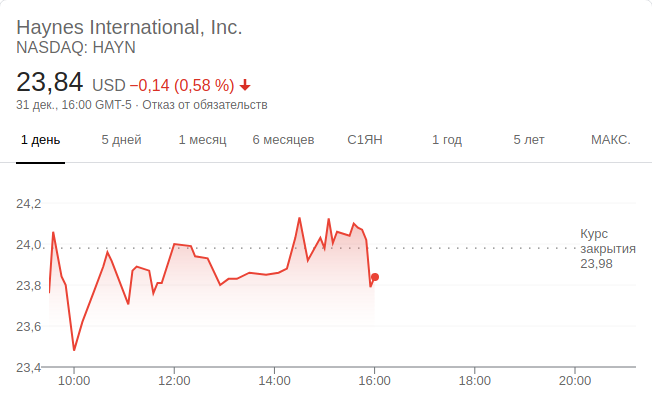 Haynes International, Inc.
NASDAQ: HAYN
23,84 USD −0,14 (0,58 %)
31 дек., 16:00 GMT-5 · Отказ от обязательств
1 день 5 дней 1 месяц 6 месяцев С1ЯН 1 год 5 лет МАКС.
24,2
24,0
23,8
23,6
23,4
Курс
закрытия
23,98
10:00 12:00 14:00 16:00 18:00 20:00